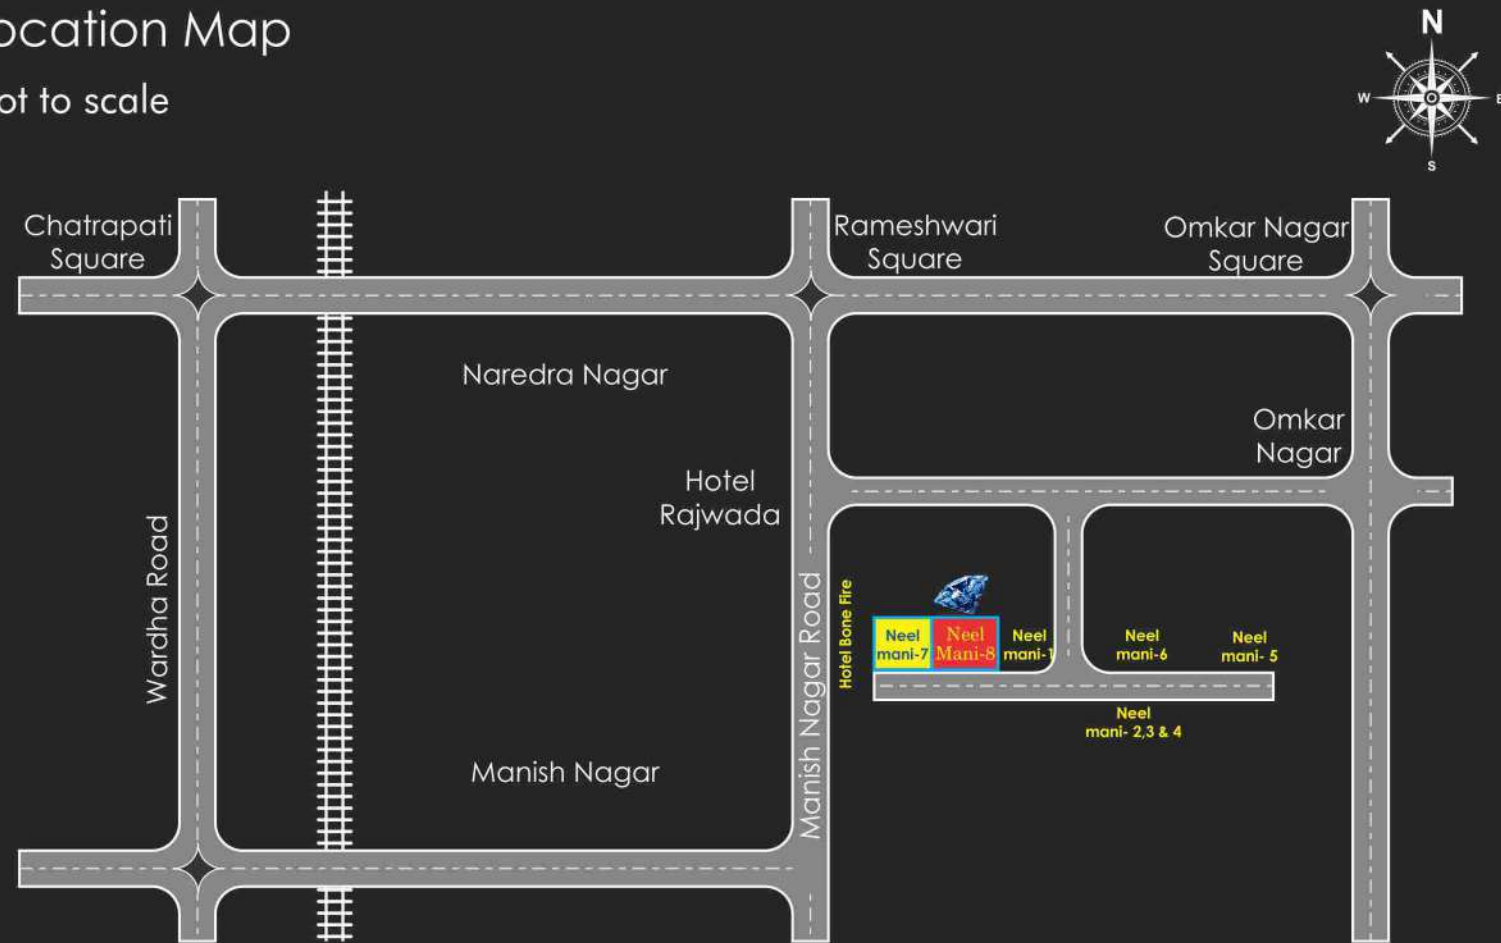 ocation Map
ot to scale
N
W
E
S
Chatrapati
Square
Rameshwari
Square
Omkar Nagar
Square
Naredra Nagar
Omkar
Nagar
Hotel
Rajwada
Wardha Road
Manish Nagar Road
Hotel Bone Fire
Neel
mani-7
Neel
Mani-8
Neel
mani-1
Neel
mani-6
Neel
mani- 5
Neel
mani- 2,3 & 4
Manish Nagar